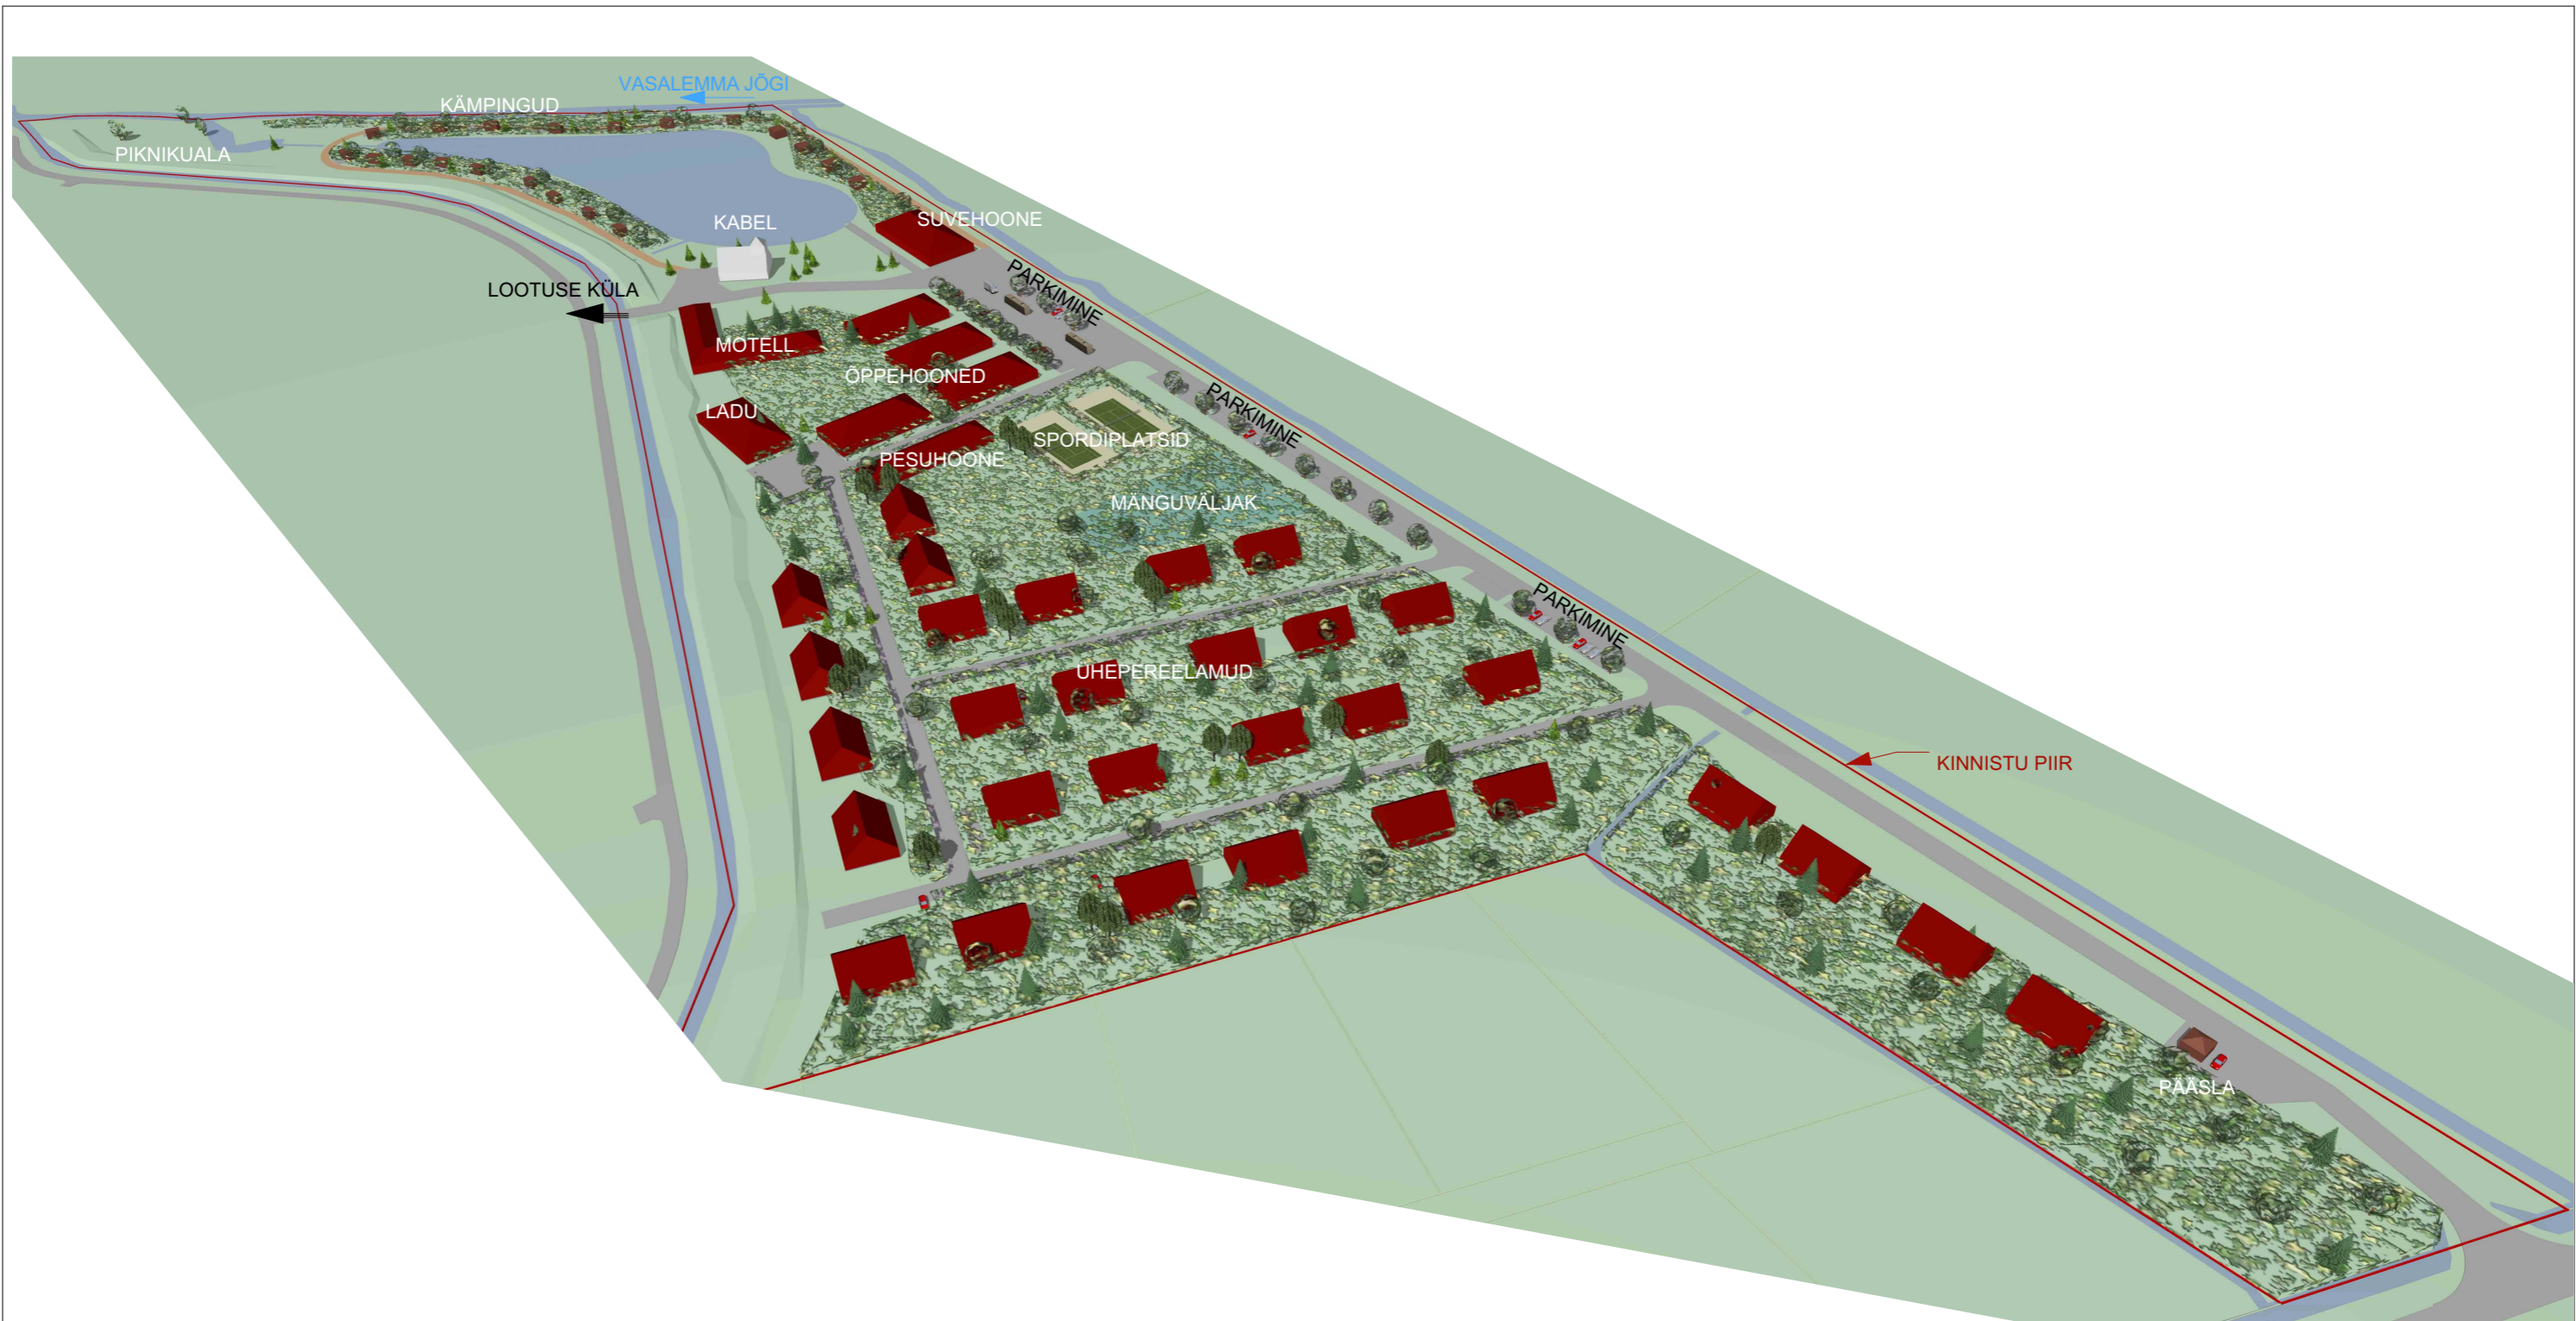 VASALEMMA JÕGI
KÄMPINGUD
PIKNIKUALA
KABEL
SUVEHOONE
LOOTUSE KÜLA
PARKIMINE
MOTELL
ÕPPEHOONED
LADU
PARKIMINE
SPORDIPLATSID
PESUHOONE
MÄNGUVÄLJAK
PARKIMINE
ÜHEPEREELAMUD
KINNISTU PIIR
PÄÄSLA